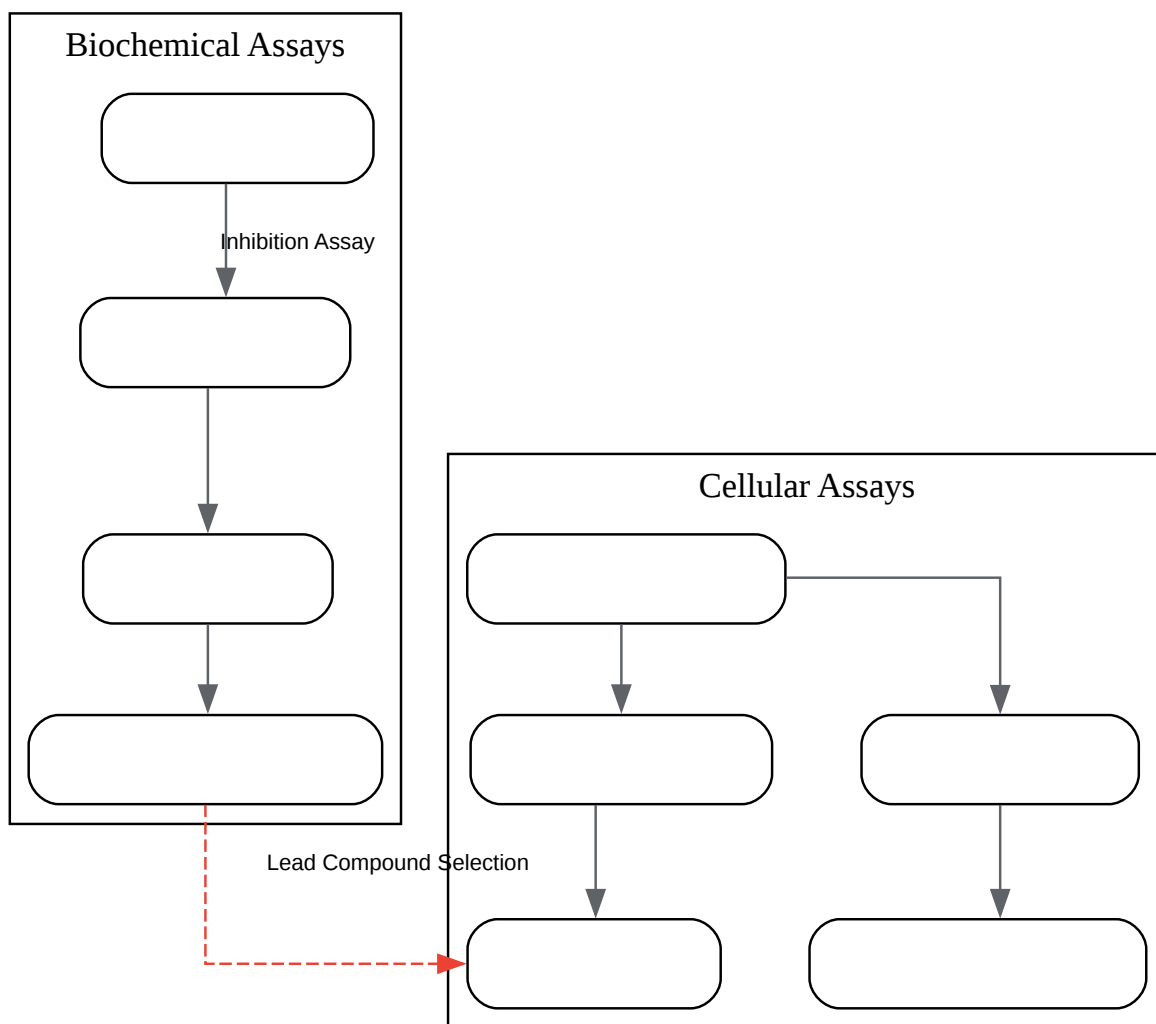 Biochemical Assays
Inhibition Assay
Cellular Assays
Lead Compound Selection